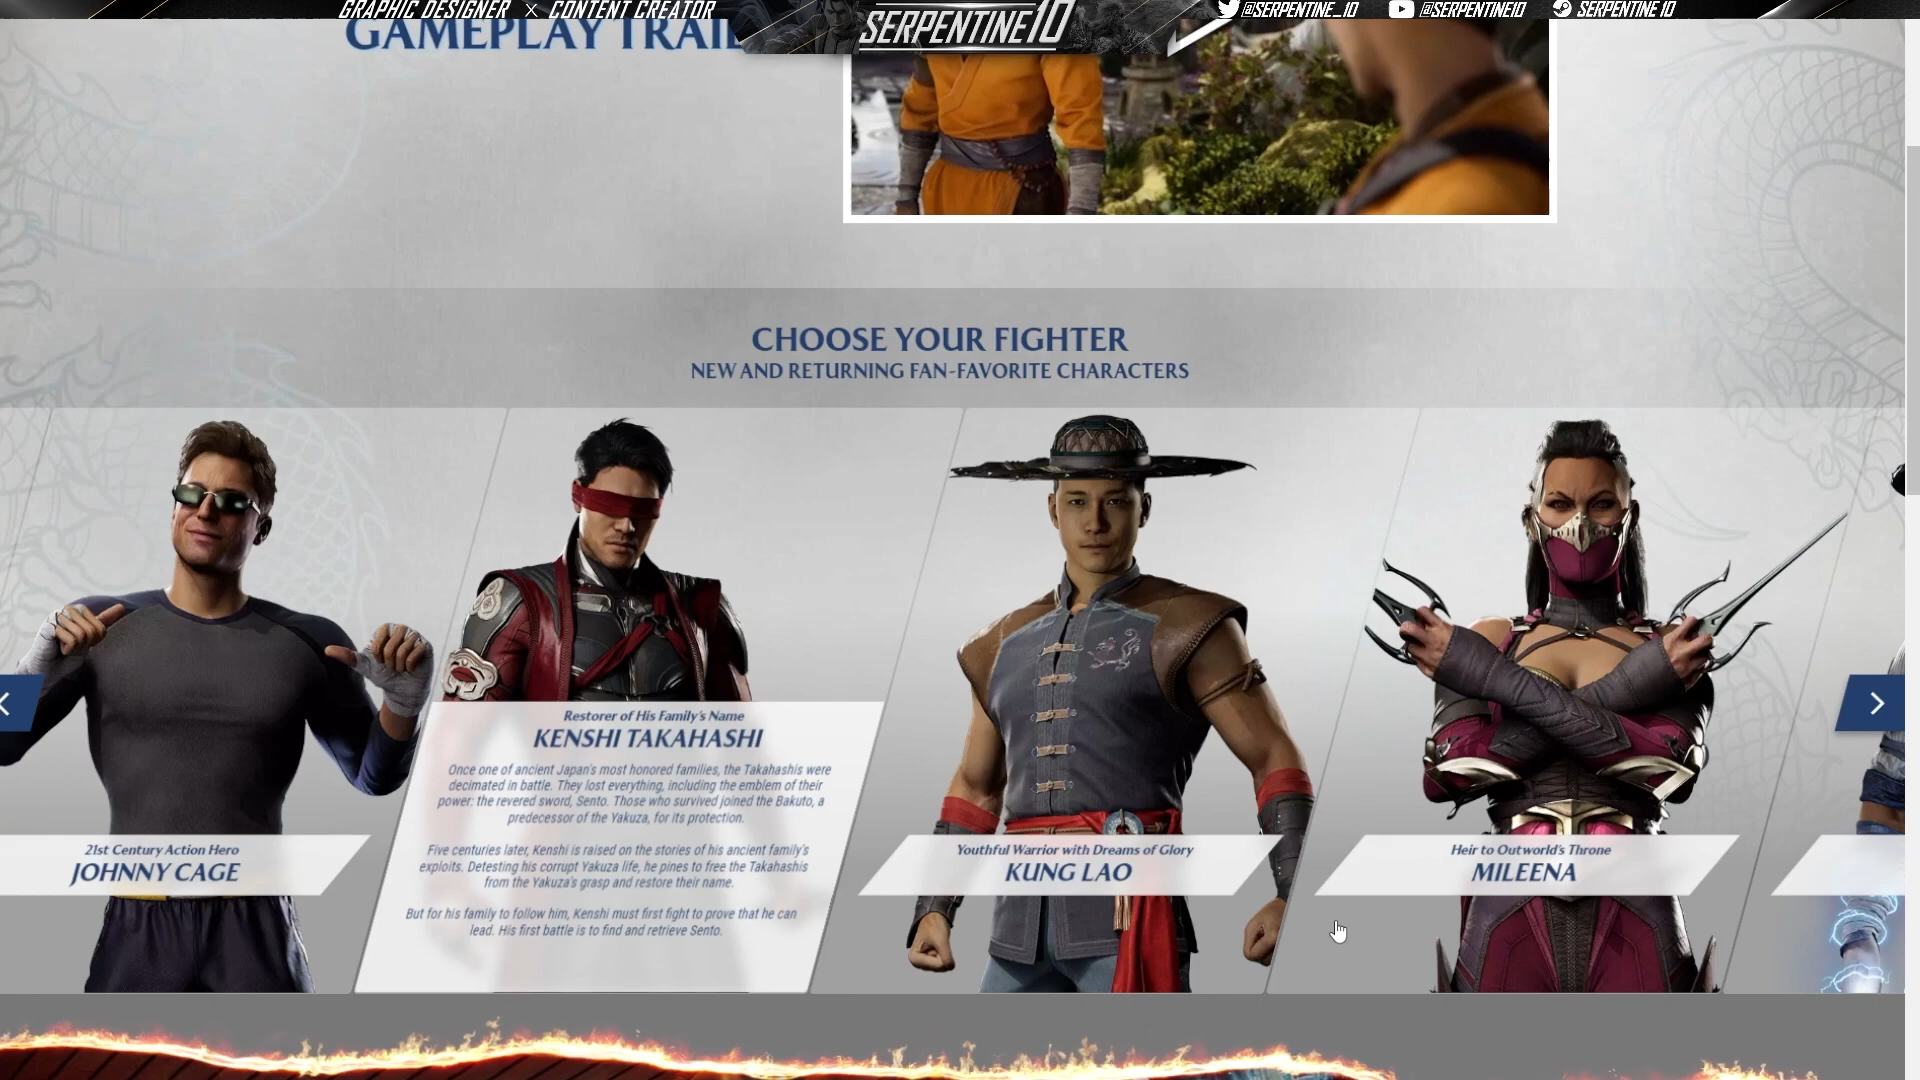 GRAPHIC DESIGNER X CONTENT CREATOR
SERPENTINE10
@SERPENTINE_10
@SERPENTINE10
SERPENTINE 10
GAMEPLAY TRAIL
CHOOSE YOUR FIGHTER
NEW AND RETURNING FAN-FAVORITE CHARACTERS
21st Century Action Hero
JOHNNY CAGE
Restorer of His Family's Name
KENSHI TAKAHASHI
Once one of ancient Japan's most honored families, the Takahashis were
decimated in battle. They lost everything, including the emblem of their
power: the revered sword, Sento. Those who survived joined the Bakuto, a
predecessor of the Yakuza, for its protection.
Five centuries later, Kenshi is raised on the stories of his ancient family's
exploits. Detesting his corrupt Yakuza life, he pines to free the Takahashis
from the Yakuza's grasp and restore their name.
But for his family to follow him, Kenshi must first fight to prove that he can
lead. His first battle is to find and retrieve Sento.
Youthful Warrior with Dreams of Glory
KUNG LAO
Heir to Outworld's Throne
MILEENA